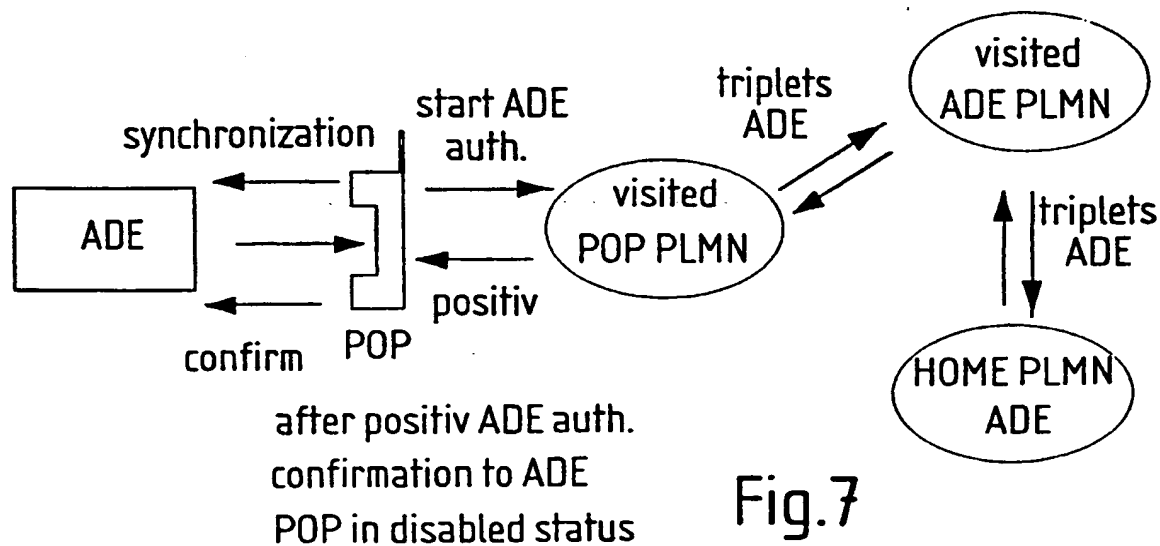 synchronization
start ADE
auth.
triplets
ADE
visited
ADE PLMN
ADE
visited
POP PLMN
triplets
ADE
positiv
confirm
POP
HOME PLMN
ADE
after positiv ADE auth.
confirmation to ADE
POP in disabled status
Fig.7